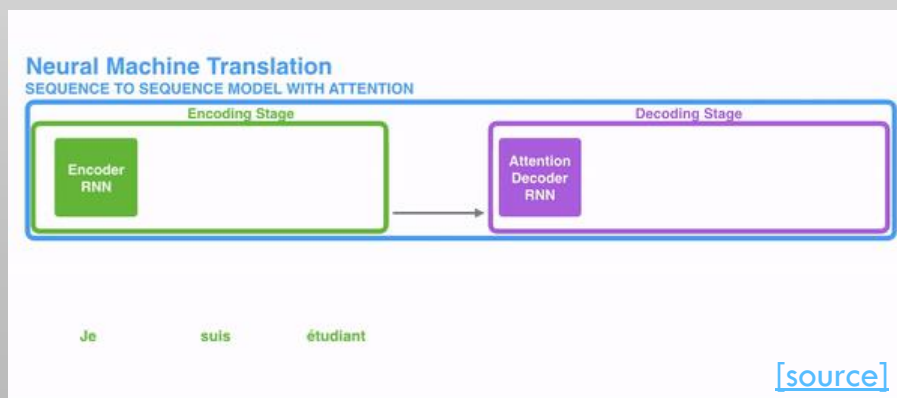 Neural Machine Translation
SEQUENCE TO SEQUENCE MODEL WITH ATTENTION
Encoding Stage
Decoding Stage
Encoder
RNN
Attention
Decoder
RNN
Je suis étudiant
[source]